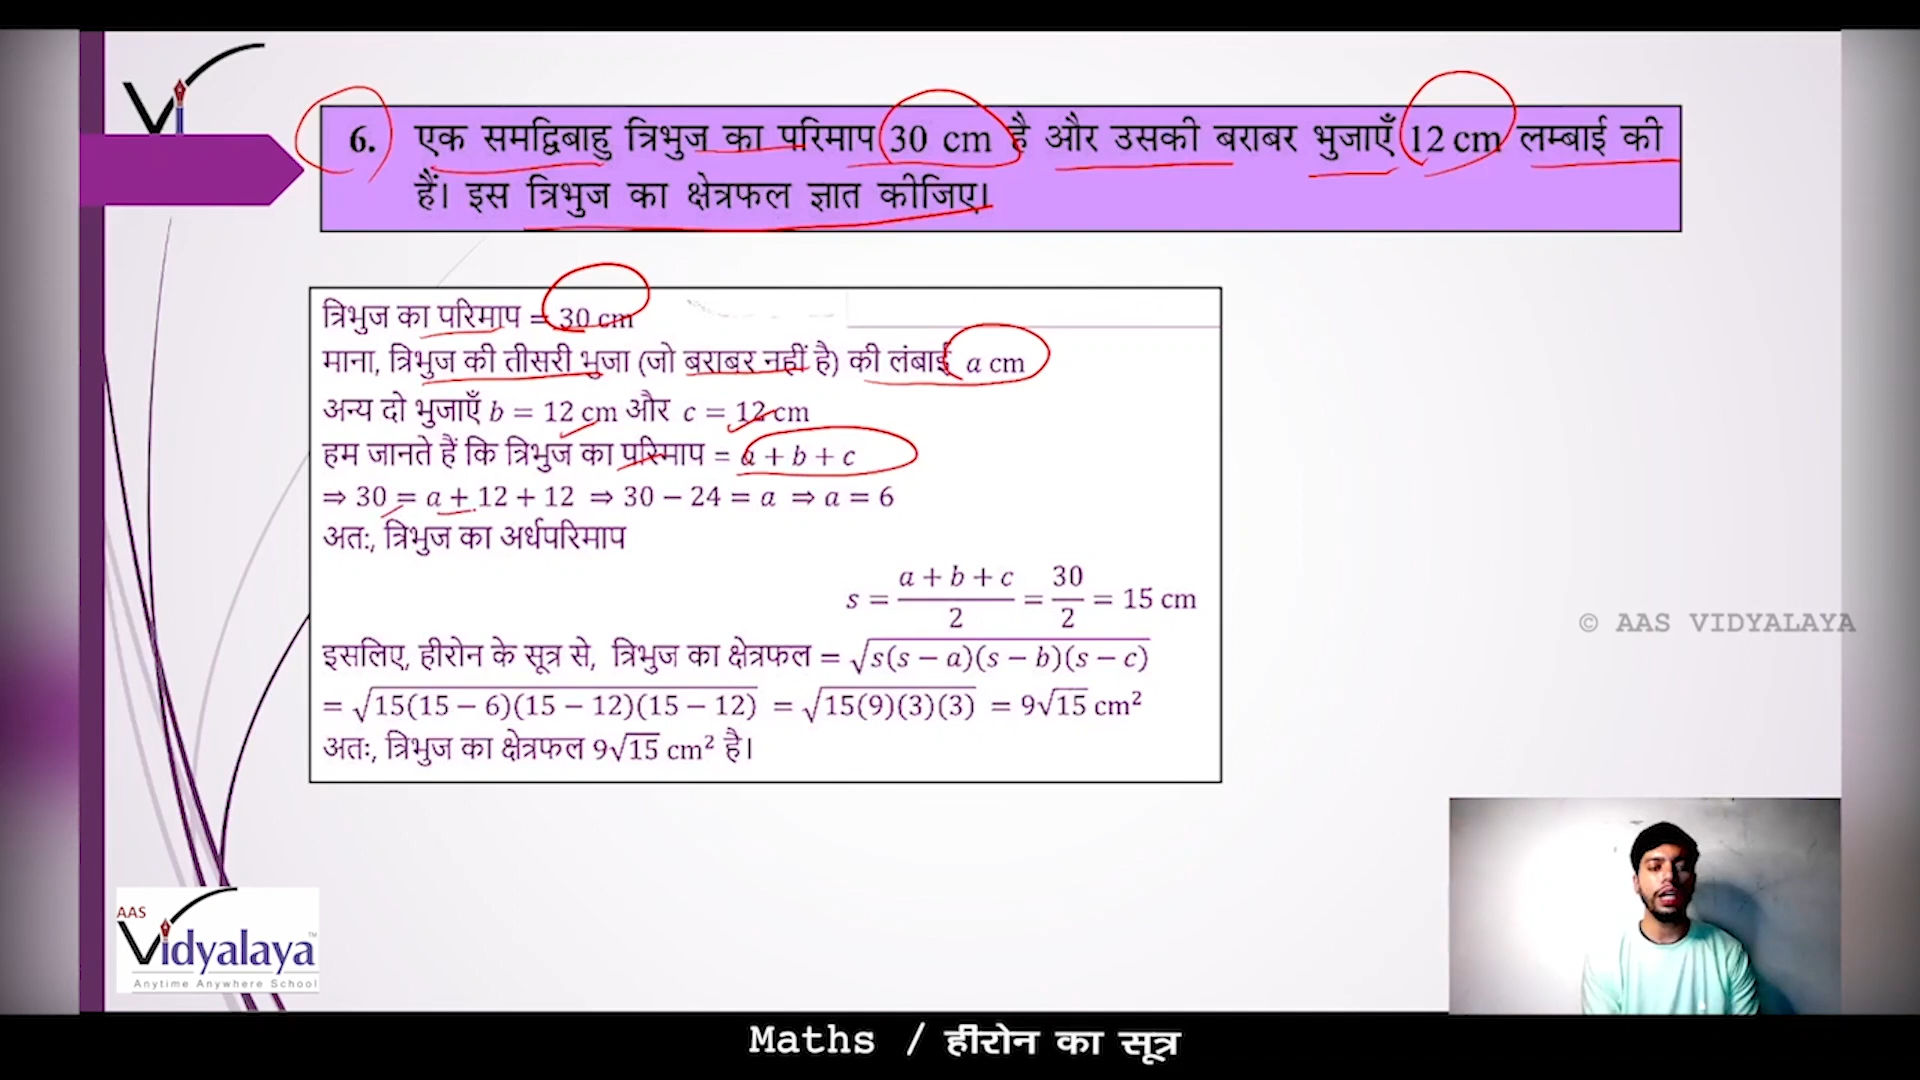 6. एक समद्विबाहु त्रिभुज का परिमाप 30 cm है और उसकी बराबर भुजाएँ 12 cm लम्बाई की
हैं। इस त्रिभुज का क्षेत्रफल ज्ञात कीजिए।
त्रिभुज का परिमाप = 30 cm
माना, त्रिभुज की तीसरी भुजा (जो बराबर नहीं है) की लंबाई a cm
अन्य दो भुजाएँ b = 12 cm और c = 12 cm
हम जानते हैं कि त्रिभुज का परिमाप = a + b + c
⇒ 30 = a + 12 + 12 ⇒ 30 − 24 = a ⇒ a = 6
अतः, त्रिभुज का अर्धपरिमाप
s = (a + b + c)/2 = 30/2 = 15 cm
इसलिए, हीरोन के सूत्र से, त्रिभुज का क्षेत्रफल = √s(s − a)(s − b)(s − c)
= √15(15 − 6)(15 − 12)(15 − 12) = √15(9)(3)(3) = 9√15 cm²
अतः, त्रिभुज का क्षेत्रफल 9√15 cm² है।
© AAS VIDYALAYA
AAS
Vidyalaya™
Anytime Anywhere School
Maths / हीरोन का सूत्र